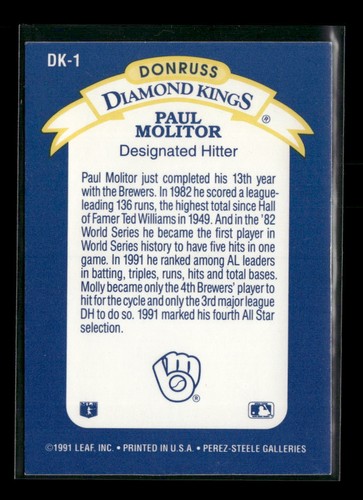 DK-1
DONRUSS
DIAMOND KINGS®
PAUL
MOLITOR
Designated Hitter
Paul Molitor just completed his 13th year
with the Brewers. In 1982 he scored a league-
leading 136 runs, the highest total since Hall
of Famer Ted Williams in 1949. And in the '82
World Series he became the first player in
World Series history to have five hits in one
game. In 1991 he ranked among AL leaders
in batting, triples, runs, hits and total bases.
Molly became only the 4th Brewers' player to
hit for the cycle and only the 3rd major league
DH to do so. 1991 marked his fourth All Star
selection.
®
©1991 LEAF, INC. • PRINTED IN U.S.A. • PEREZ-STEELE GALLERIES